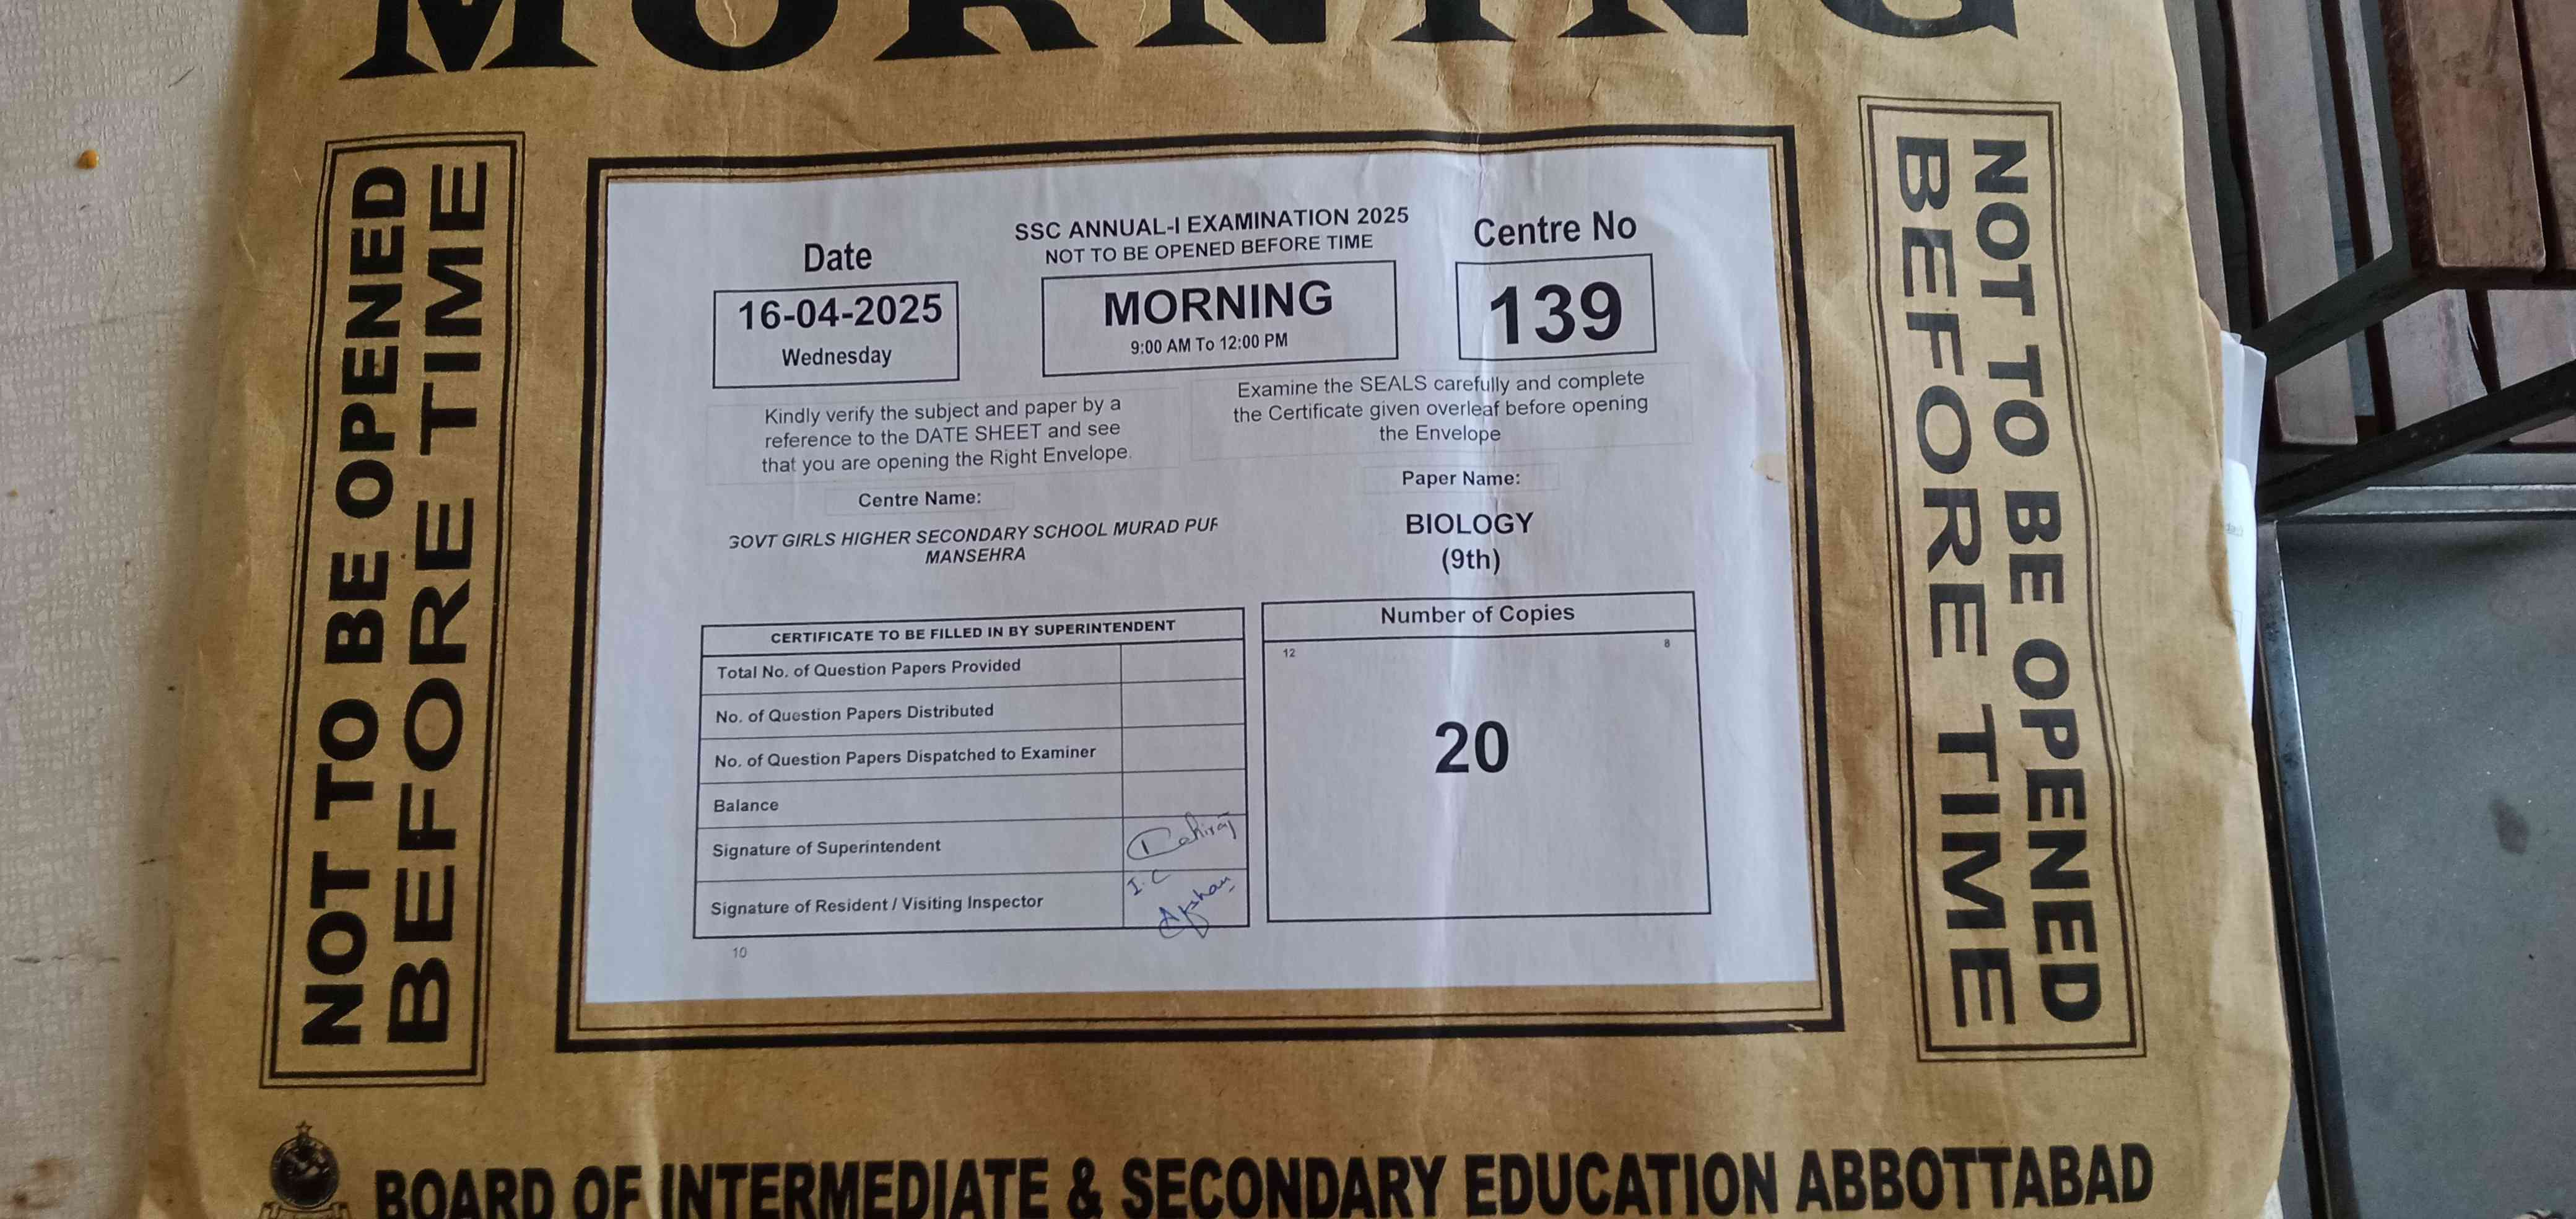 MORNING
NOT TO BE OPENED
BEFORE TIME
SSC ANNUAL-I EXAMINATION 2025
NOT TO BE OPENED BEFORE TIME
Date
16-04-2025
Wednesday
MORNING
9:00 AM To 12:00 PM
Centre No
139
Kindly verify the subject and paper by a
reference to the DATE SHEET and see
that you are opening the Right Envelope.
Examine the SEALS carefully and complete
the Certificate given overleaf before opening
the Envelope
Centre Name:
GOVT GIRLS HIGHER SECONDARY SCHOOL MURAD PUR
MANSEHRA
Paper Name:
BIOLOGY
(9th)
CERTIFICATE TO BE FILLED IN BY SUPERINTENDENT
Total No. of Question Papers Provided
No. of Question Papers Distributed
No. of Question Papers Dispatched to Examiner
Balance
Signature of Superintendent
Signature of Resident / Visiting Inspector
I.C
Afshan
10
Number of Copies
12 8
20
NOT TO BE OPENED
BEFORE TIME
BOARD OF INTERMEDIATE & SECONDARY EDUCATION ABBOTTABAD